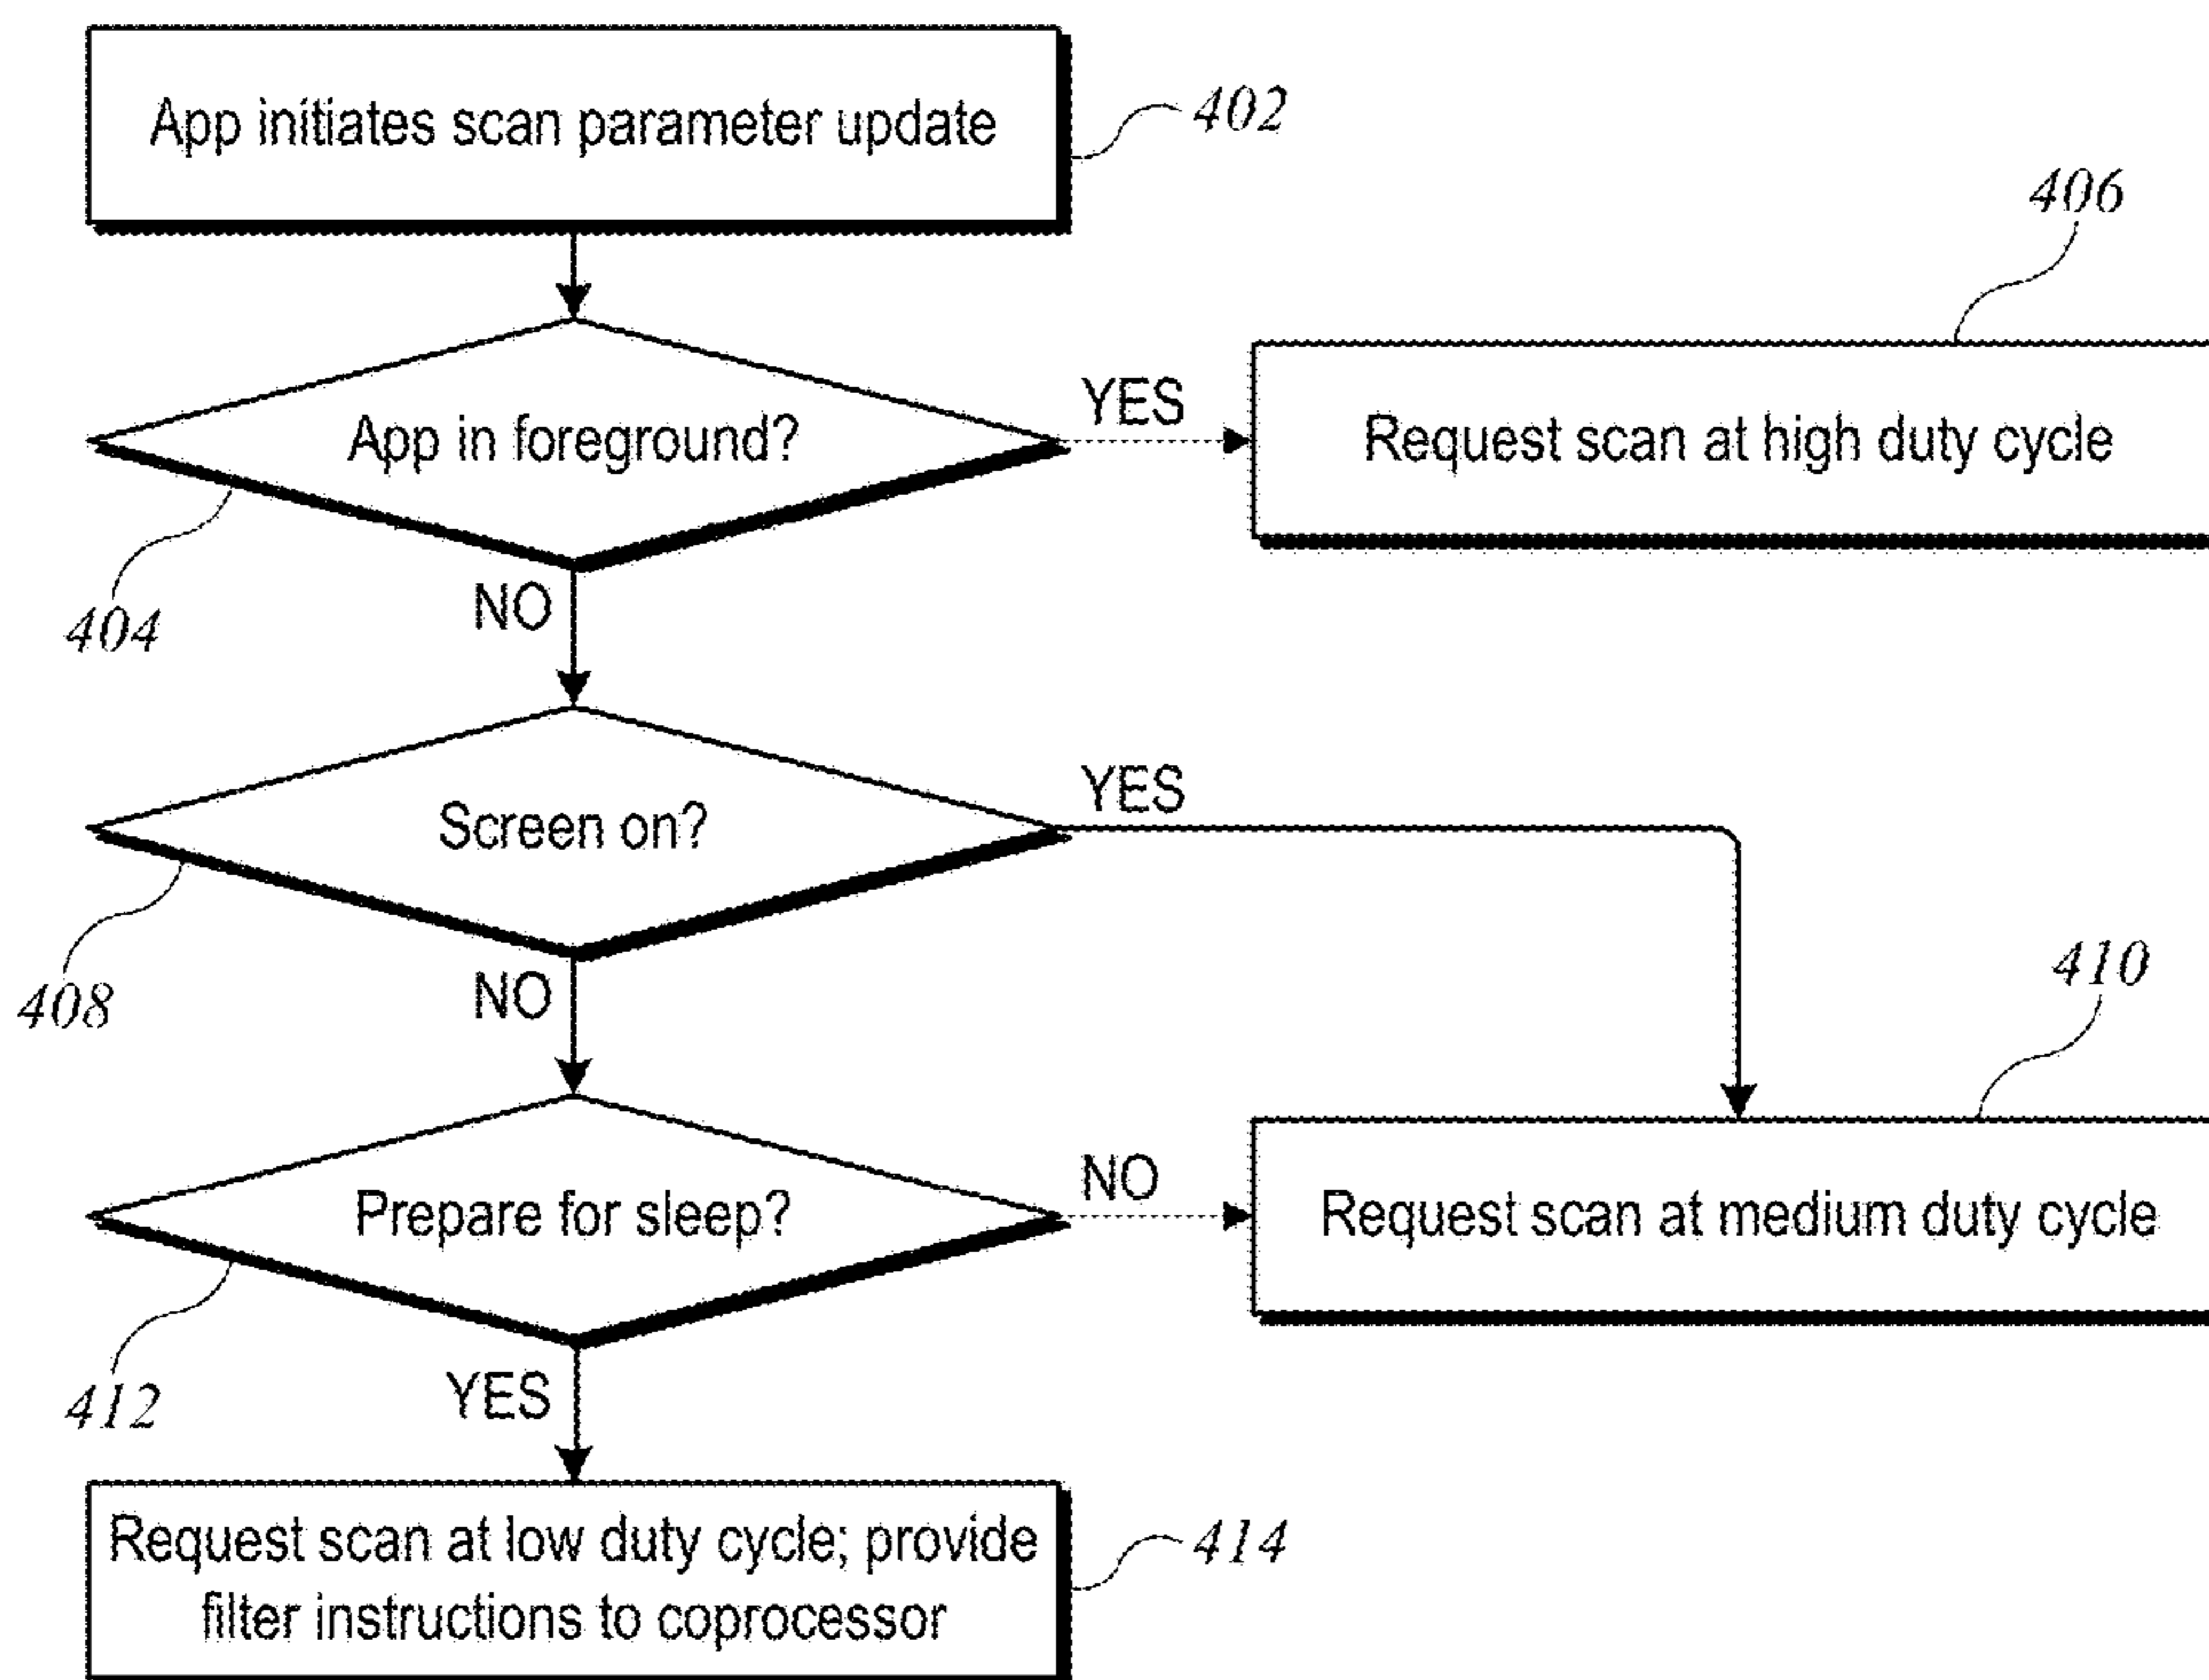 App initiates scan parameter update
402
406
App in foreground?
YES
Request scan at high duty cycle
404
NO
Screen on?
YES
408
NO
410
Prepare for sleep?
NO
Request scan at medium duty cycle
412
YES
Request scan at low duty cycle; provide
filter instructions to coprocessor
414